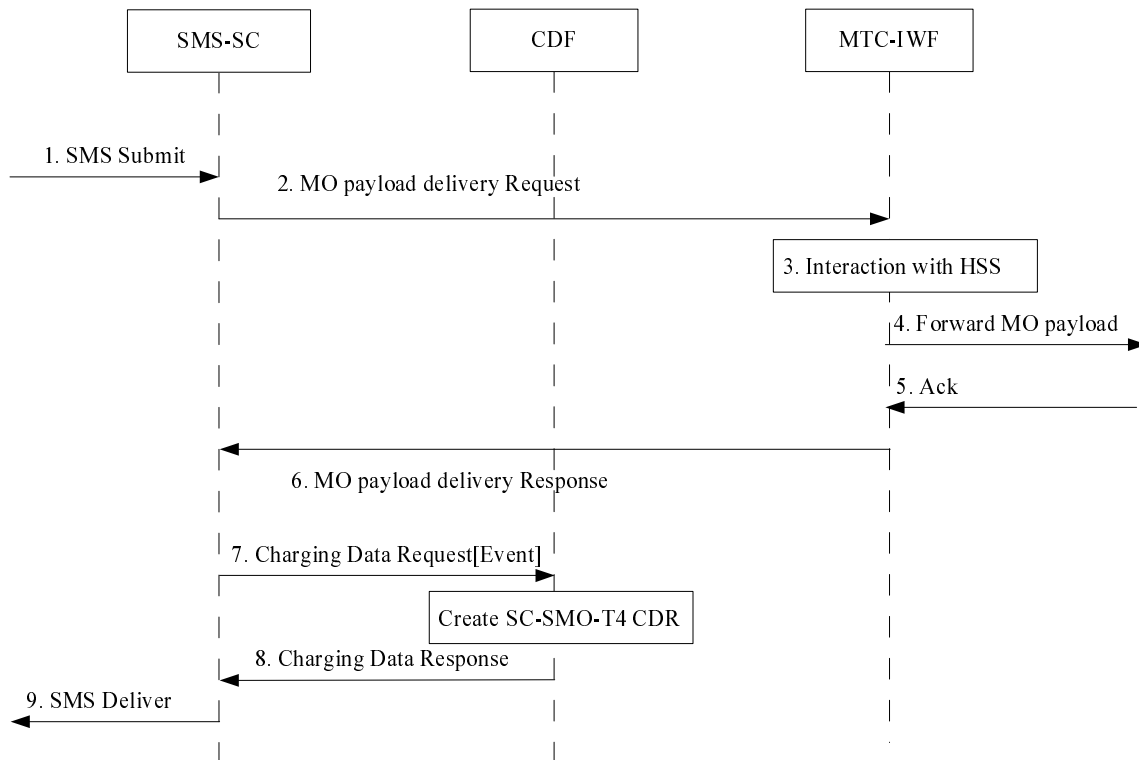 SMS-SC
CDF
MTC-IWF
1. SMS Submit
2. MO payload delivery Request
3. Interaction with HSS
4. Forward MO payload
5. Ack
6. MO payload delivery Response
7. Charging Data Request[Event]
Create SC-SMO-T4 CDR
8. Charging Data Response
9. SMS Deliver